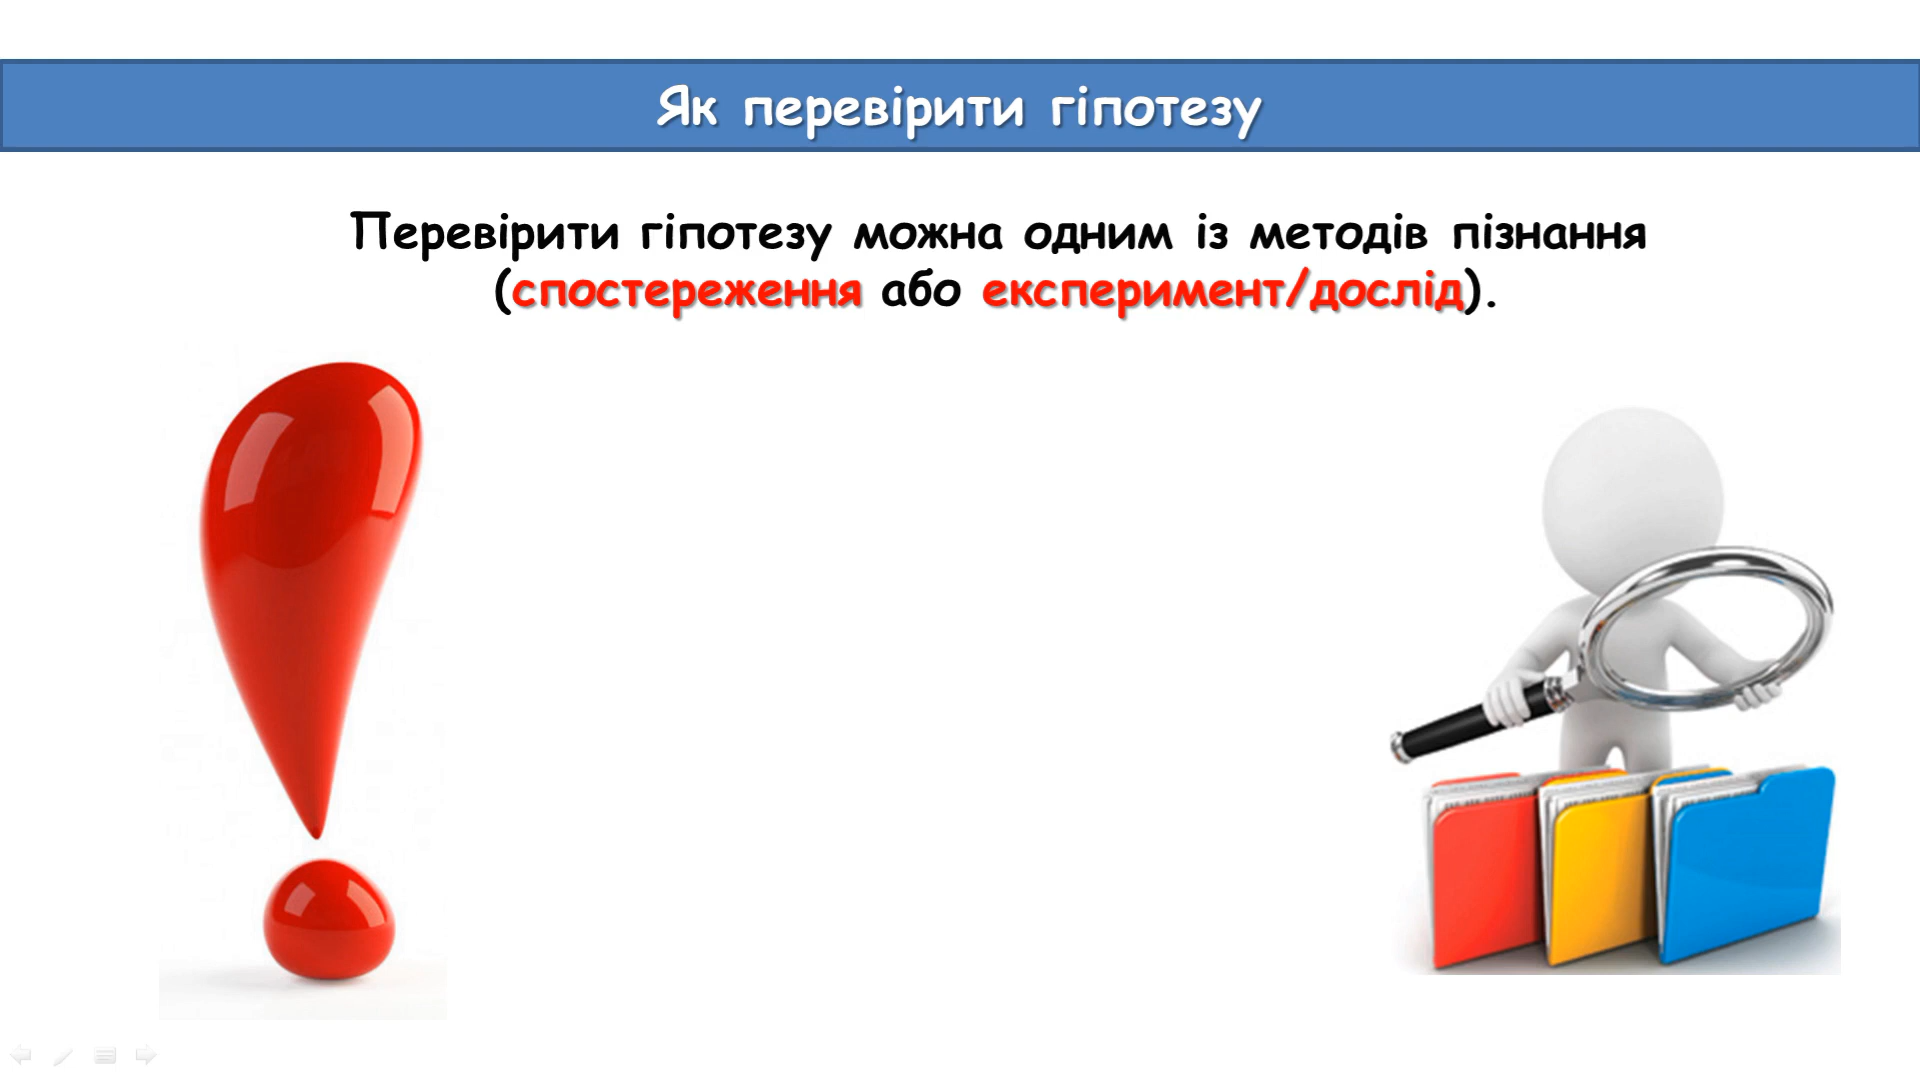 Як перевірити гіпотезу
Перевірити гіпотезу можна одним із методів пізнання
(спостереження або експеримент/дослід).